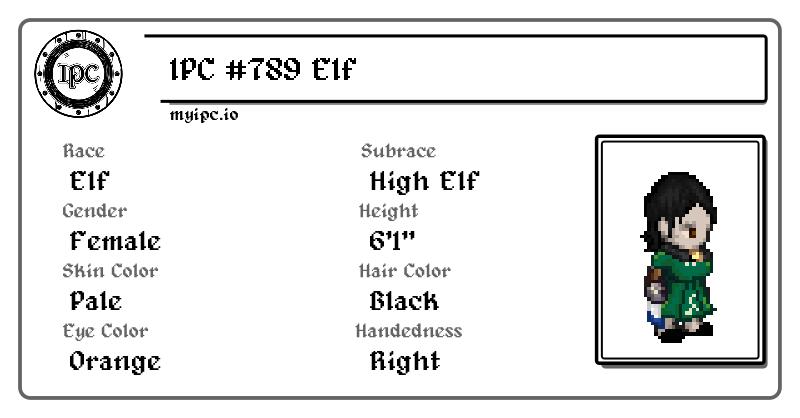 IPC
IPC #789 Elf
myipc.io
Race
Elf
Subrace
High Elf
Gender
Female
Height
6'1"
Skin Color
Pale
Hair Color
Black
Eye Color
Orange
Handedness
Right